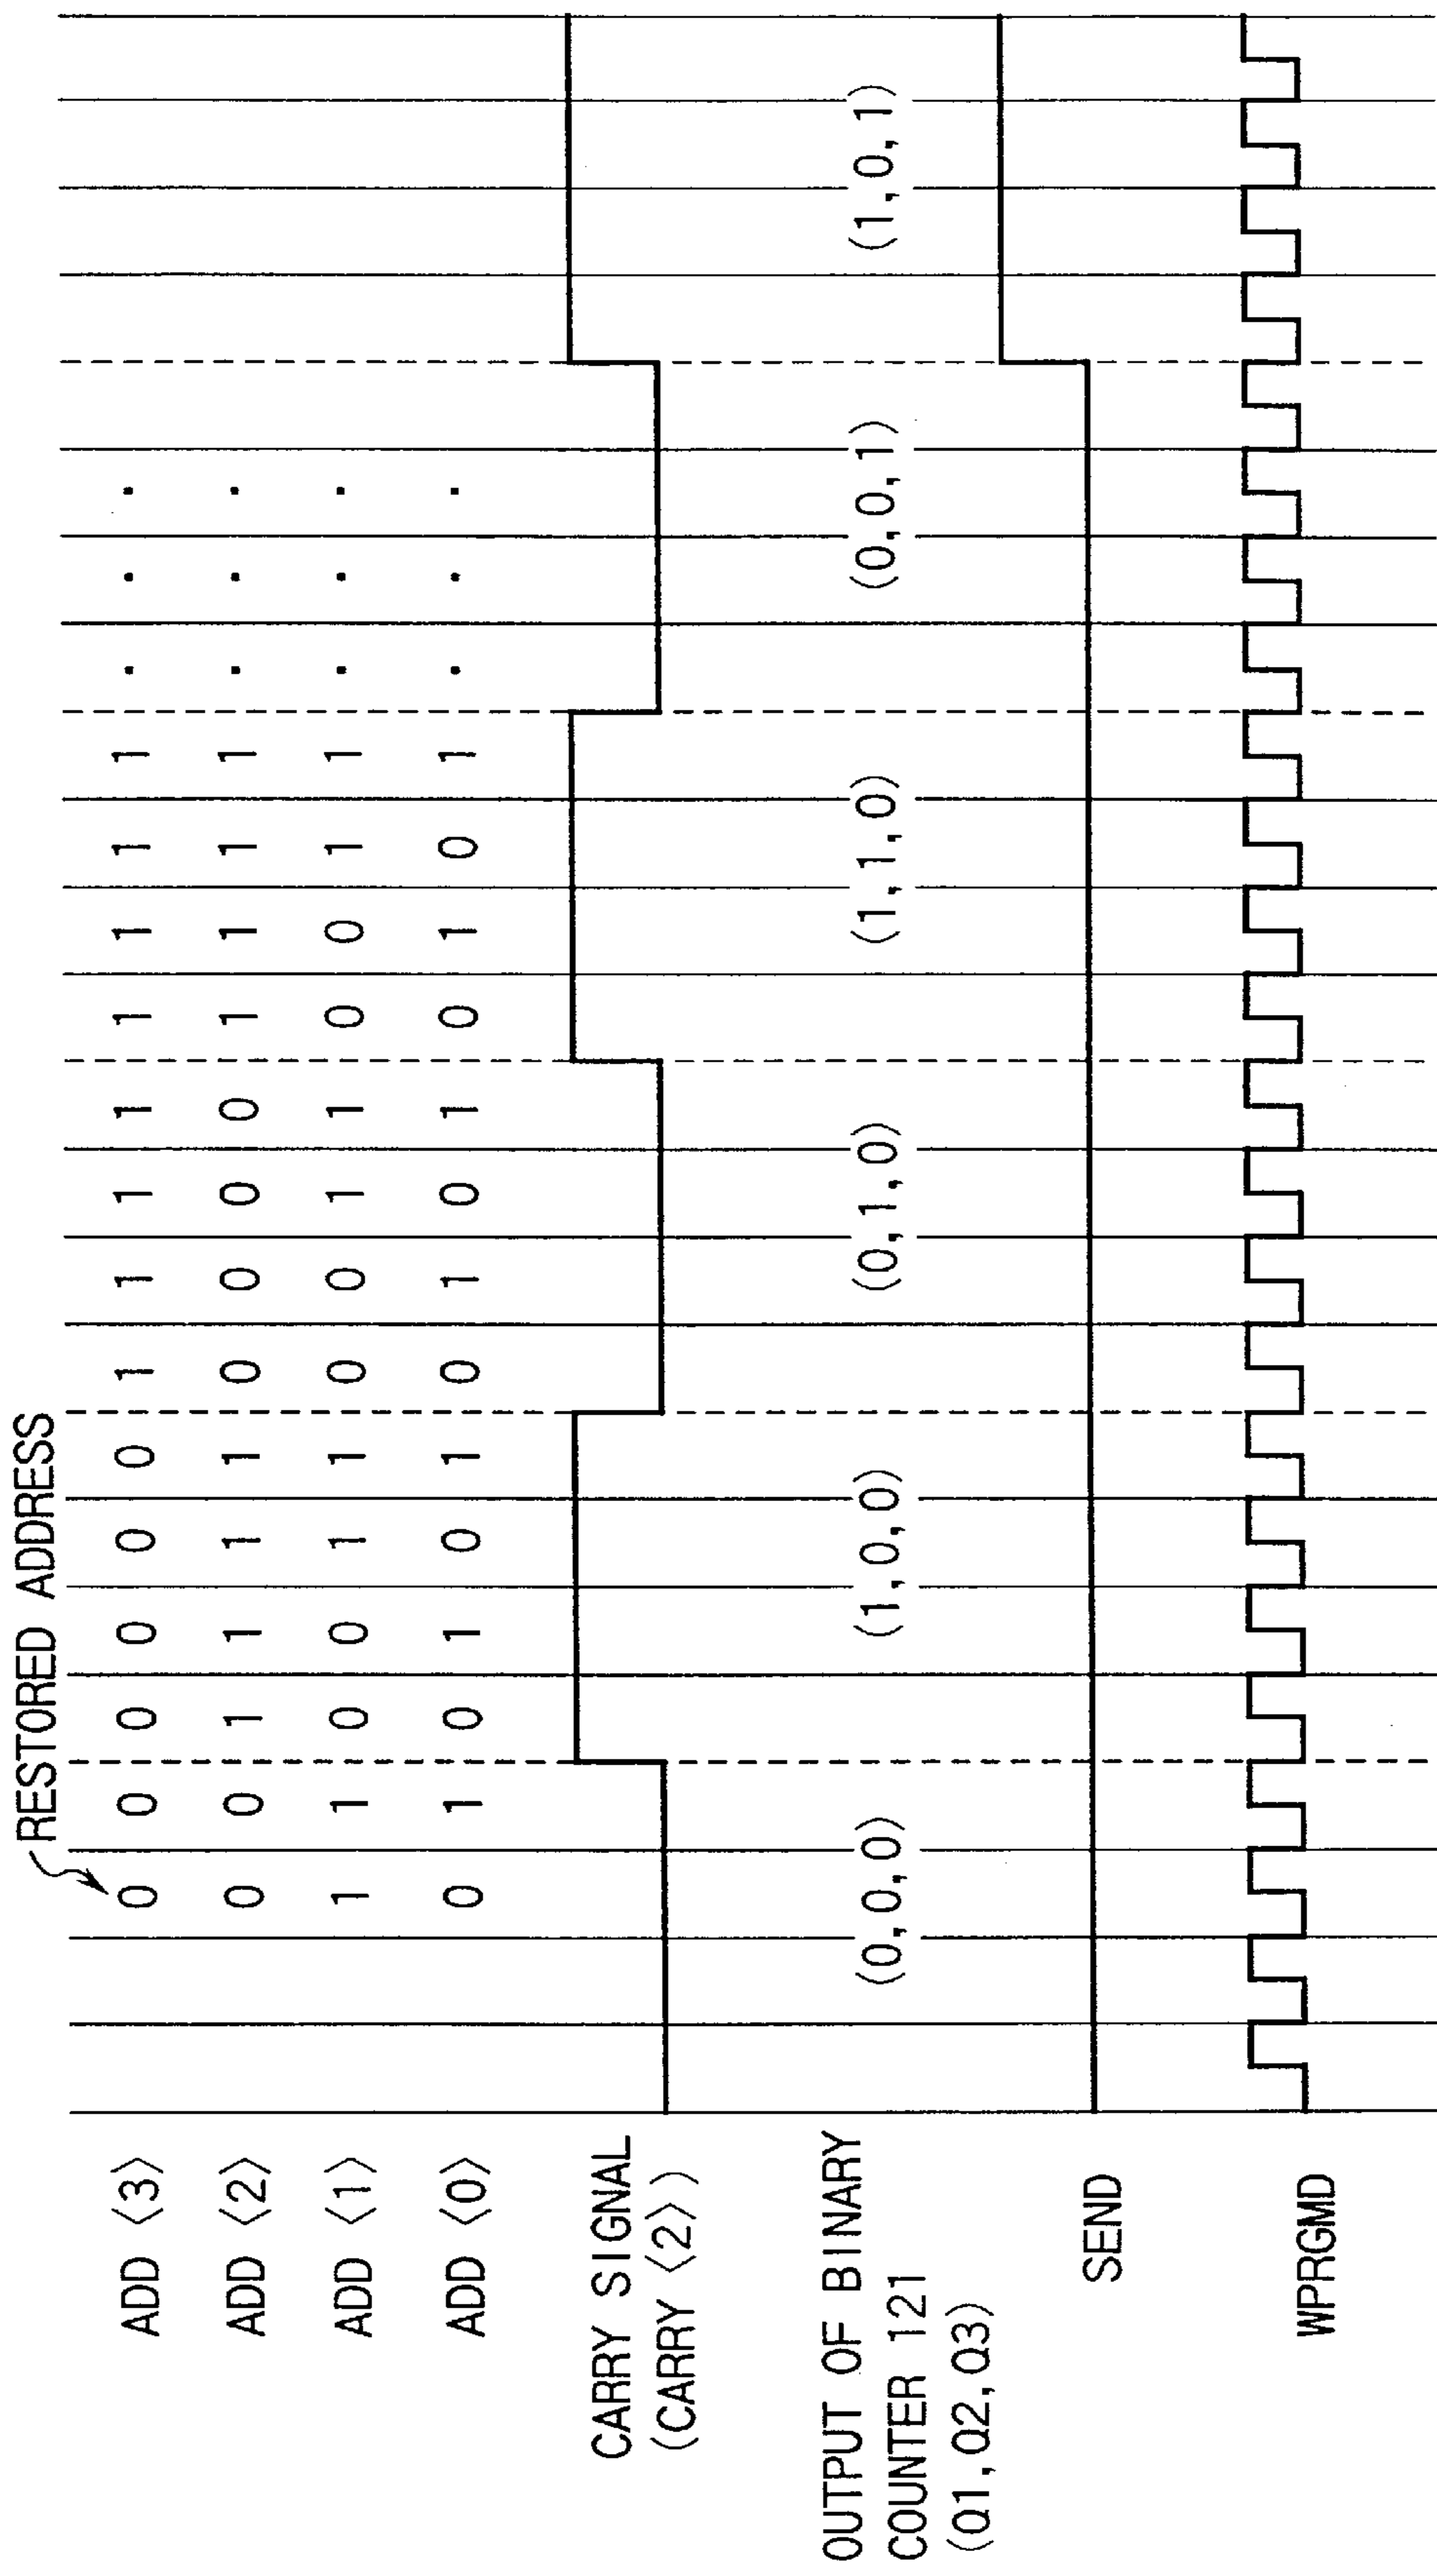 RESTORED ADDRESS
ADD ⟨3⟩ 0 0 0 0 0 0 1 1 1 1 1 1 1 1 . . .
ADD ⟨2⟩ 0 0 1 1 1 1 0 0 0 0 1 1 1 1 . . .
ADD ⟨1⟩ 1 1 0 0 1 1 0 0 1 1 0 0 1 1 . . .
ADD ⟨0⟩ 0 1 0 1 0 1 0 1 0 1 0 1 0 1 . . .
CARRY SIGNAL
(CARRY ⟨2⟩)
OUTPUT OF BINARY
COUNTER 121
(Q1,Q2,Q3)
(0,0,0) (1,0,0) (0,1,0) (1,1,0) (0,0,1) (1,0,1)
SEND
WPRGMD